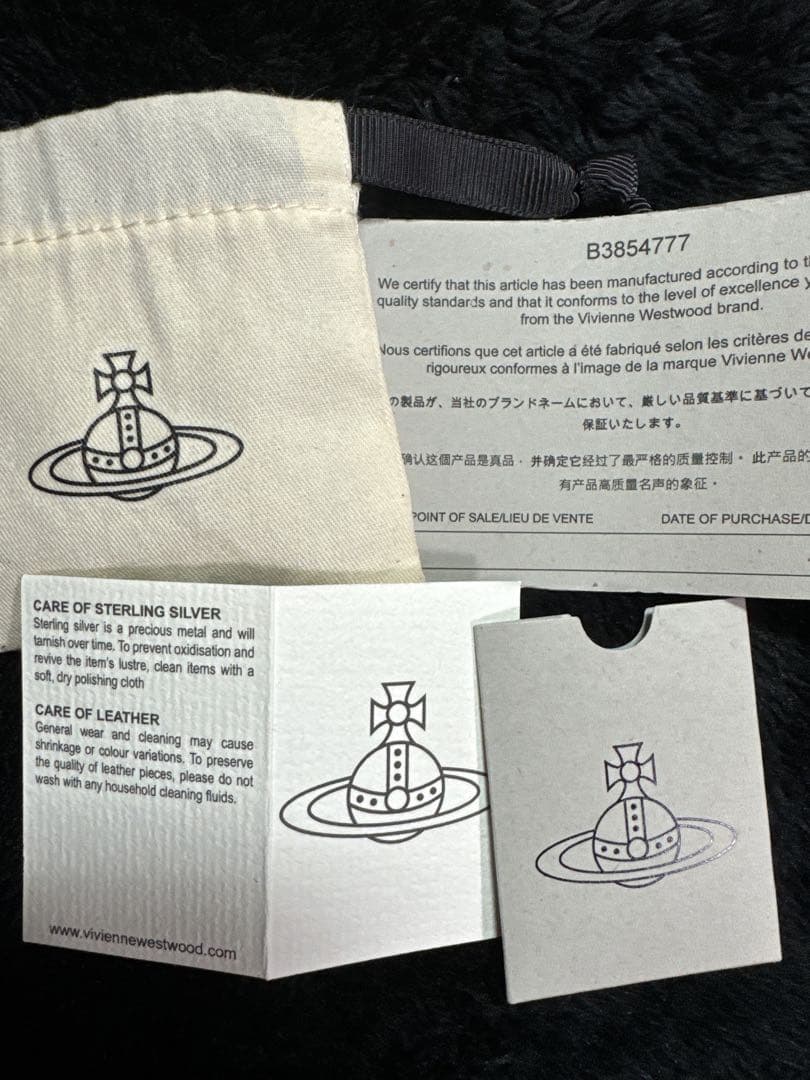 B3854777
We certify that this article has been manufactured according to
quality standards and that it conforms to the level of excellence
from the Vivienne Westwood brand.
Nous certifions que cet article a été fabriqué selon les critères de
rigoureux conformes à l'image de la marque Vivienne
の製品が、当社のブランドネームにおいて、厳しい品質基準に基づいて
保証いたします。
确认这個产品是真品・并确定它经过了最严格的质量控制・此产品的
有产品高质量名声的象征・
POINT OF SALE/LIEU DE VENTE DATE OF PURCHASE/
CARE OF STERLING SILVER
Sterling silver is a precious metal and will
tarnish over time. To prevent oxidisation and
revive the item's lustre, clean items with a
soft, dry polishing cloth
CARE OF LEATHER
General wear and cleaning may cause
shrinkage or colour variations. To preserve
the quality of leather pieces, please do not
wash with any household cleaning fluids.
www.viviennewestwood.com